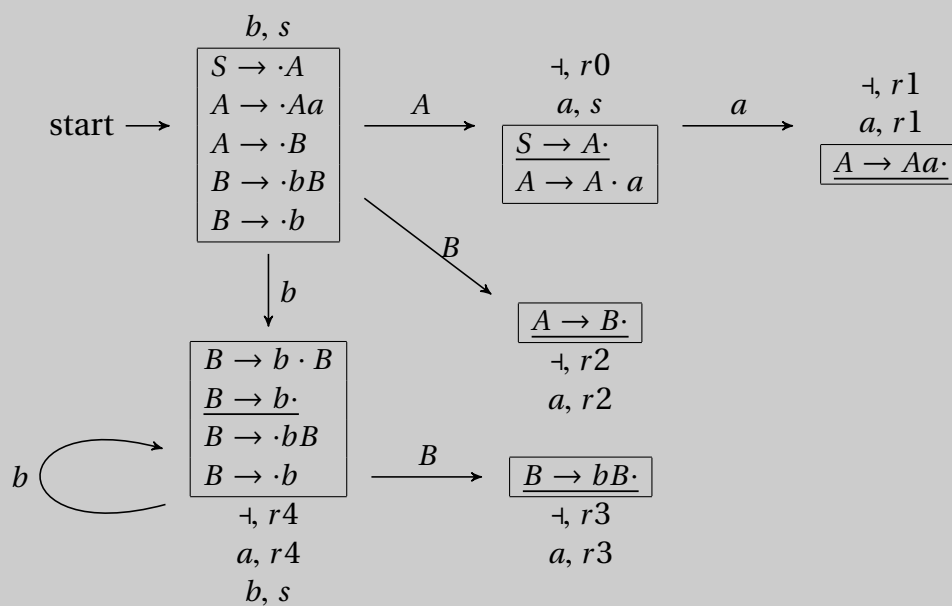 b, s
S → ·A
A → ·Aa
A → ·B
B → ·bB
B → ·b
start
A
⊣, r0
a, s
S → A·
A → A · a
a
⊣, r1
a, r1
A → Aa·
B
b
A → B·
⊣, r2
a, r2
B → b · B
B → b·
B → ·bB
B → ·b
⊣, r4
a, r4
b, s
b
B
B → bB·
⊣, r3
a, r3